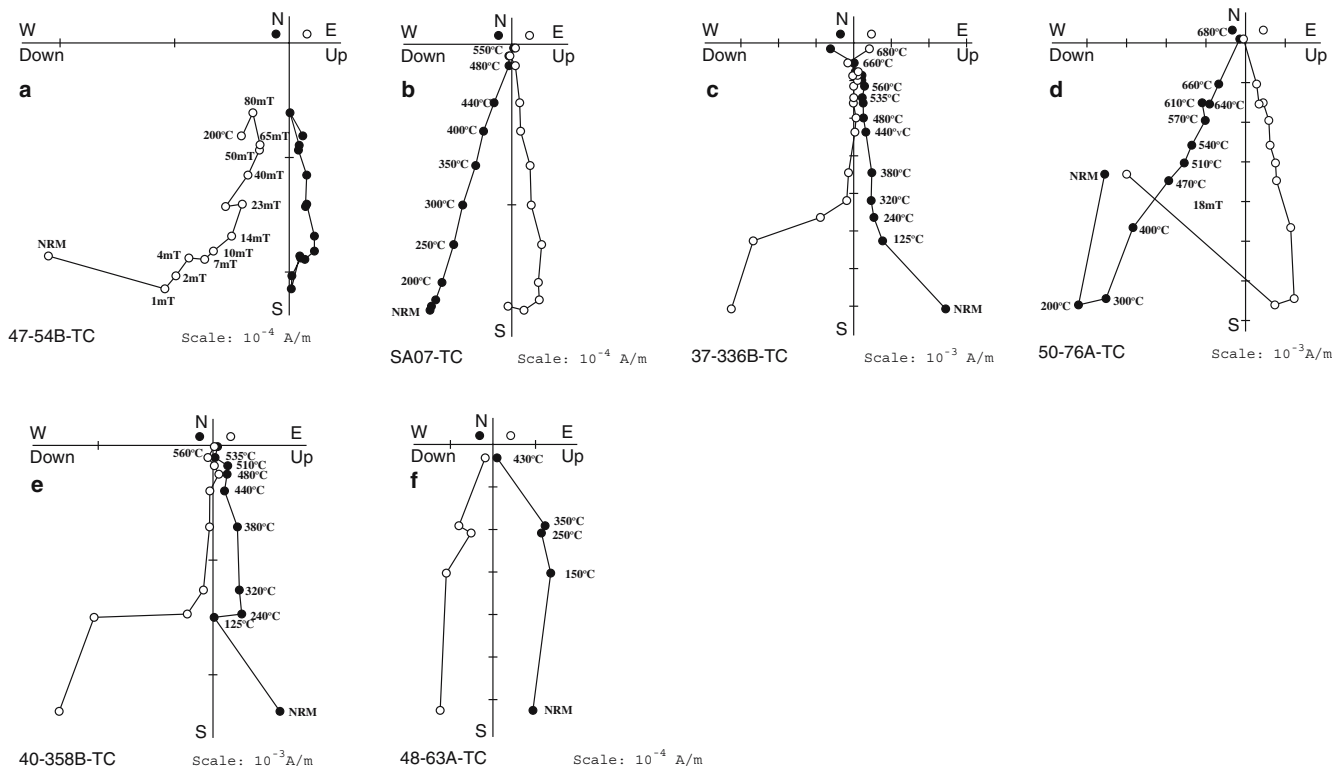 N
W E
Down Up
a
80mT
200°C 65mT
50mT
40mT
23mT
14mT
NRM
4mT 10mT
7mT
2mT
1mT
S
47-54B-TC Scale: 10⁻⁴ A/m
N
W E
Down Up
b
550°C
480°C
440°C
400°C
350°C
300°C
250°C
200°C
NRM
S
SA07-TC Scale: 10⁻⁴ A/m
N
W E
Down Up
c
680°C
660°C
560°C
535°C
480°C
440°vC
380°C
320°C
240°C
125°C
NRM
S
37-336B-TC Scale: 10⁻³ A/m
N
W E
680°C
Down Up
d
660°C
610°C 640°C
570°C
540°C
510°C
NRM 470°C
18mT
400°C
200°C 300°C
S
50-76A-TC Scale: 10⁻³A/m
N
W E
Down Up
e
560°C 535°C
510°C
480°C
440°C
380°C
320°C
240°C
125°C
NRM
S
40-358B-TC Scale: 10⁻³A/m
N
W E
Down Up
f
430°C
350°C
250°C
150°C
NRM
S
48-63A-TC Scale: 10⁻⁴ A/m